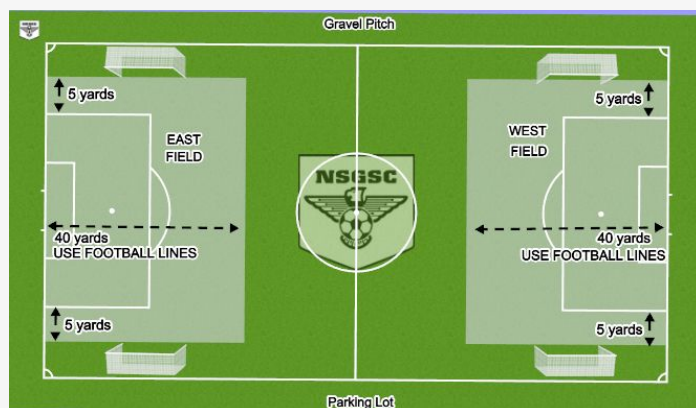 Gravel Pitch
5 yards
5 yards
EAST
FIELD
WEST
FIELD
NSGSC
40 yards
USE FOOTBALL LINES
40 yards
USE FOOTBALL LINES
5 yards
5 yards
Parking Lot